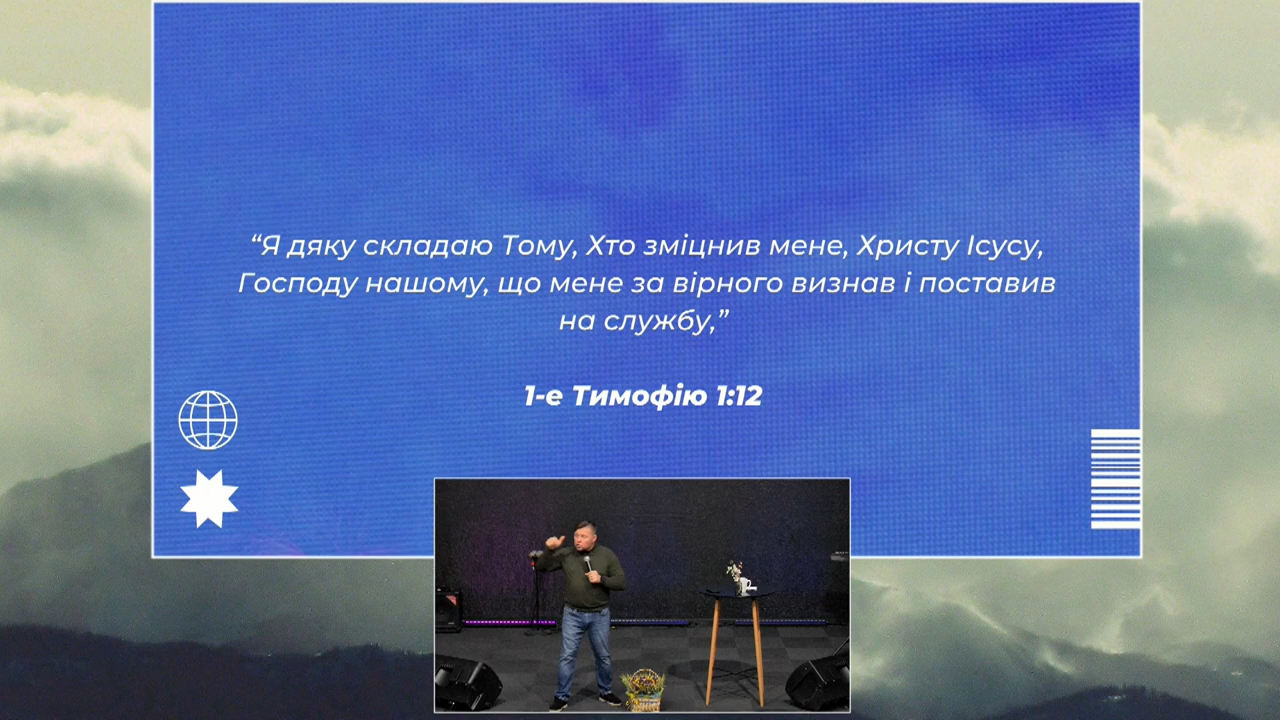 “Я дяку складаю Тому, Хто зміцнив мене, Христу Ісусу,
Господу нашому, що мене за вірного визнав і поставив
на службу,”
1-е Тимофію 1:12